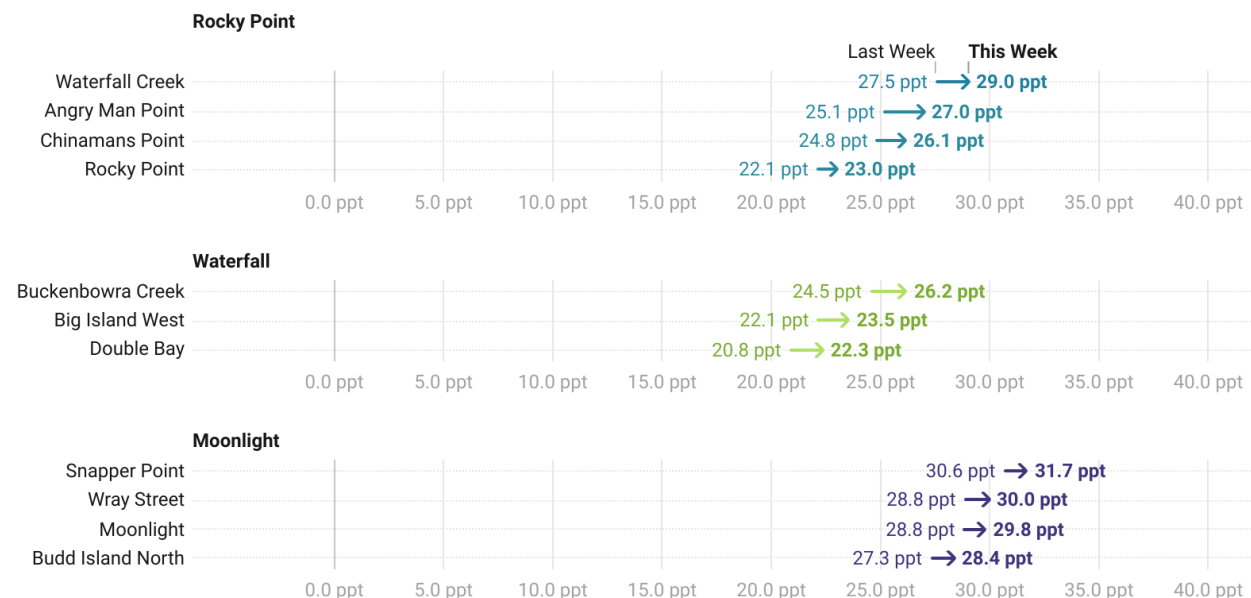 Rocky Point
Last Week This Week
Waterfall Creek 27.5 ppt 29.0 ppt
Angry Man Point 25.1 ppt 27.0 ppt
Chinamans Point 24.8 ppt 26.1 ppt
Rocky Point 22.1 ppt 23.0 ppt
0.0 ppt 5.0 ppt 10.0 ppt 15.0 ppt 20.0 ppt 25.0 ppt 30.0 ppt 35.0 ppt 40.0 ppt
Waterfall
Buckenbowra Creek 24.5 ppt 26.2 ppt
Big Island West 22.1 ppt 23.5 ppt
Double Bay 20.8 ppt 22.3 ppt
0.0 ppt 5.0 ppt 10.0 ppt 15.0 ppt 20.0 ppt 25.0 ppt 30.0 ppt 35.0 ppt 40.0 ppt
Moonlight
Snapper Point 30.6 ppt 31.7 ppt
Wray Street 28.8 ppt 30.0 ppt
Moonlight 28.8 ppt 29.8 ppt
Budd Island North 27.3 ppt 28.4 ppt
0.0 ppt 5.0 ppt 10.0 ppt 15.0 ppt 20.0 ppt 25.0 ppt 30.0 ppt 35.0 ppt 40.0 ppt